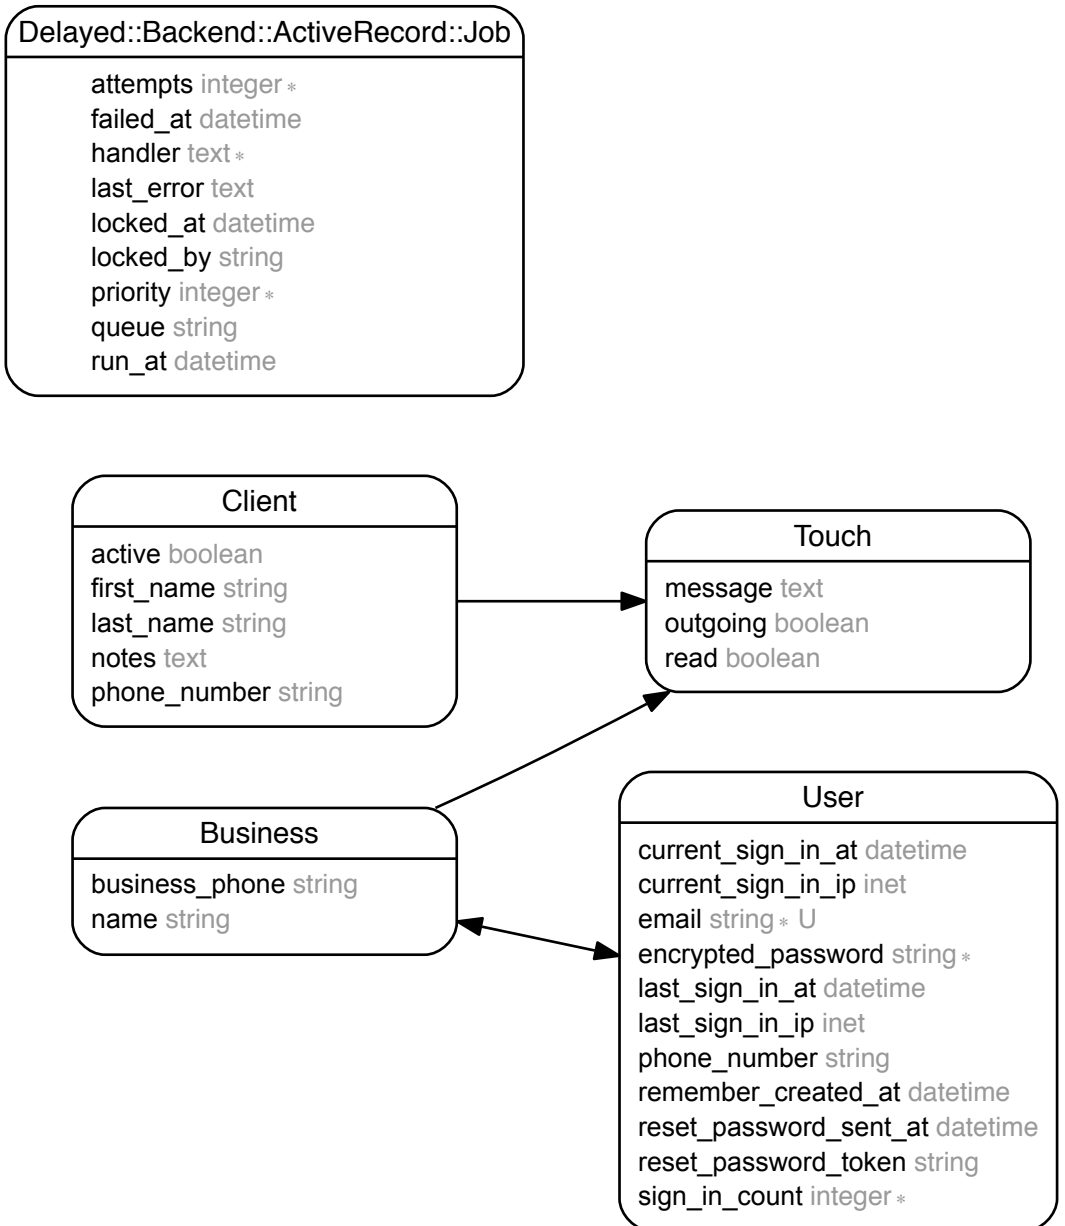 Delayed::Backend::ActiveRecord::Job
attempts integer *
failed_at datetime
handler text *
last_error text
locked_at datetime
locked_by string
priority integer *
queue string
run_at datetime
Client
active boolean
first_name string
last_name string
notes text
phone_number string
Touch
message text
outgoing boolean
read boolean
Business
business_phone string
name string
User
current_sign_in_at datetime
current_sign_in_ip inet
email string * U
encrypted_password string *
last_sign_in_at datetime
last_sign_in_ip inet
phone_number string
remember_created_at datetime
reset_password_sent_at datetime
reset_password_token string
sign_in_count integer *